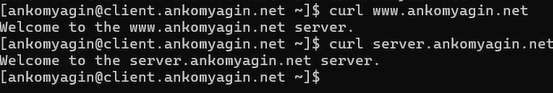 [ankomyagin@client.ankomyagin.net ~]$ curl www.ankomyagin.net
Welcome to the www.ankomyagin.net server.
[ankomyagin@client.ankomyagin.net ~]$ curl server.ankomyagin.net
Welcome to the server.ankomyagin.net server.
[ankomyagin@client.ankomyagin.net ~]$